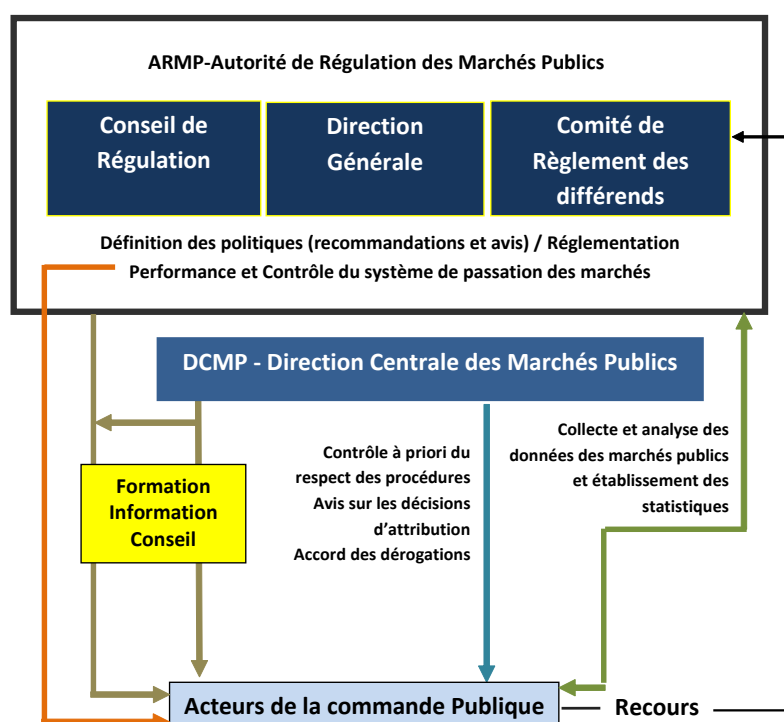 ARMP-Autorité de Régulation des Marchés Publics
Conseil de
Régulation
Direction
Générale
Comité de
Règlement des
différends
Définition des politiques (recommandations et avis) / Réglementation
Performance et Contrôle du système de passation des marchés
DCMP - Direction Centrale des Marchés Publics
Formation
Information
Conseil
Contrôle à priori du
respect des procédures
Avis sur les décisions
d’attribution
Accord des dérogations
Collecte et analyse des
données des marchés publics
et établissement des
statistiques
Acteurs de la commande Publique
Recours